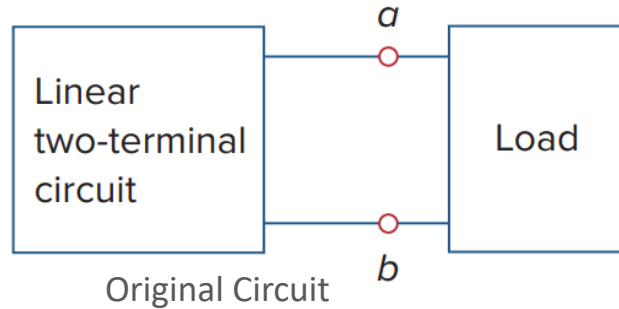 a
Linear
two-terminal
circuit
Load
b
Original Circuit